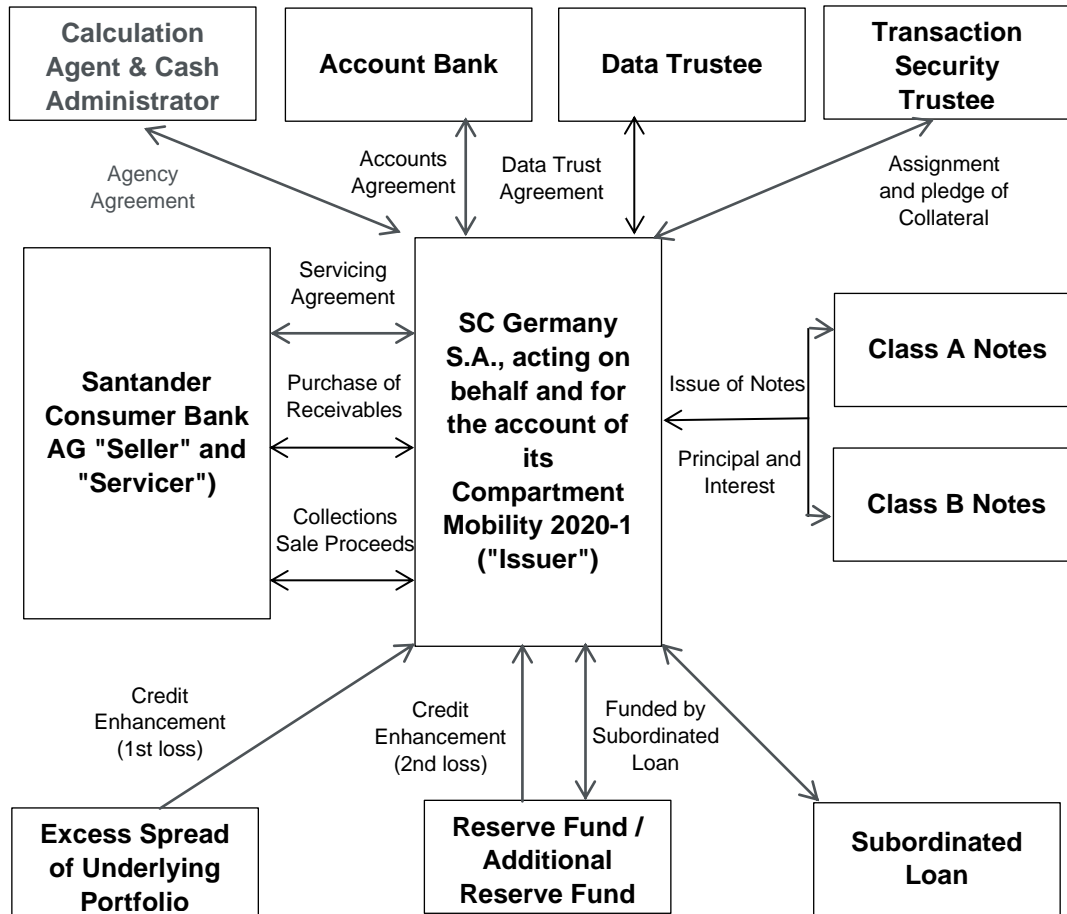 Calculation
Agent & Cash
Administrator
Account Bank
Data Trustee
Transaction
Security
Trustee
Agency
Agreement
Accounts
Agreement
Data Trust
Agreement
Assignment
and pledge of
Collateral
Santander
Consumer Bank
AG "Seller" and
"Servicer")
Servicing
Agreement
Purchase of
Receivables
Collections
Sale Proceeds
SC Germany
S.A., acting on
behalf and for
the account of
its
Compartment
Mobility 2020-1
("Issuer")
Issue of Notes
Principal and
Interest
Class A Notes
Class B Notes
Credit
Enhancement
(1st loss)
Credit
Enhancement
(2nd loss)
Funded by
Subordinated
Loan
Excess Spread
of Underlying
Portfolio
Reserve Fund /
Additional
Reserve Fund
Subordinated
Loan